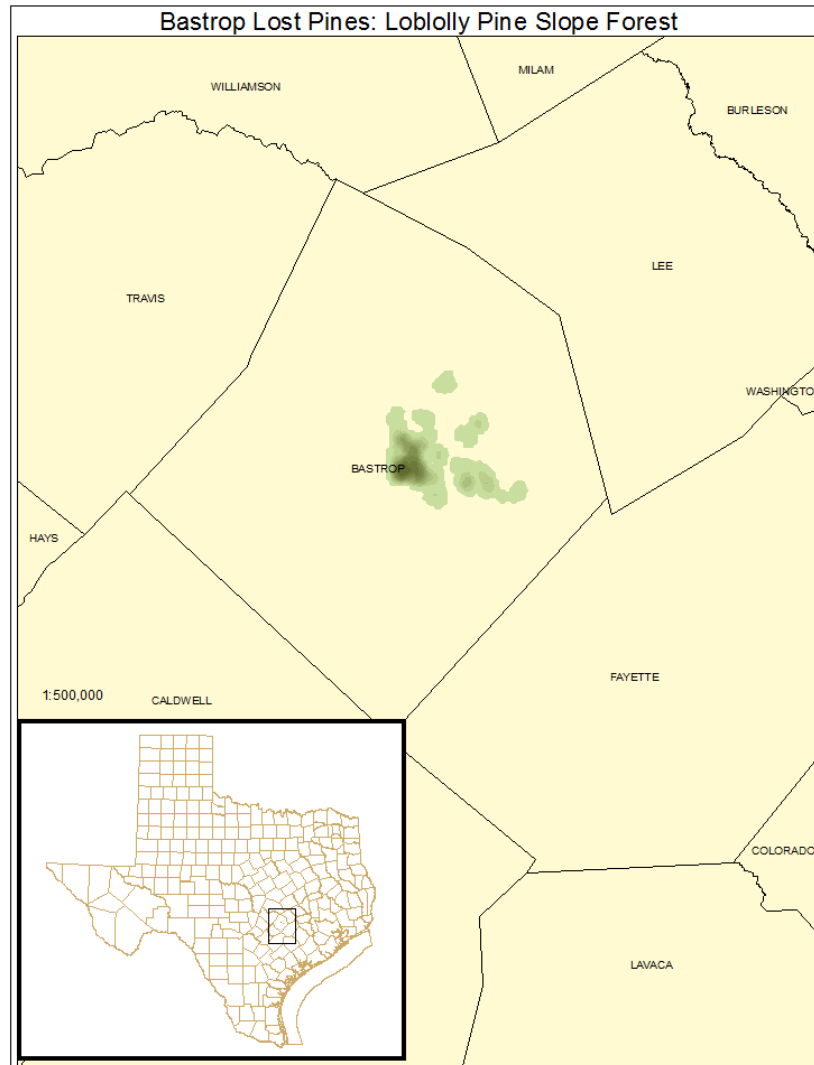 Bastrop Lost Pines: Loblolly Pine Slope Forest
MILAM
WILLIAMSON
BURLESON
LEE
TRAVIS
WASHINGTO
BASTROP
HAYS
FAYETTE
1:500,000
CALDWELL
COLORADO
LAVACA